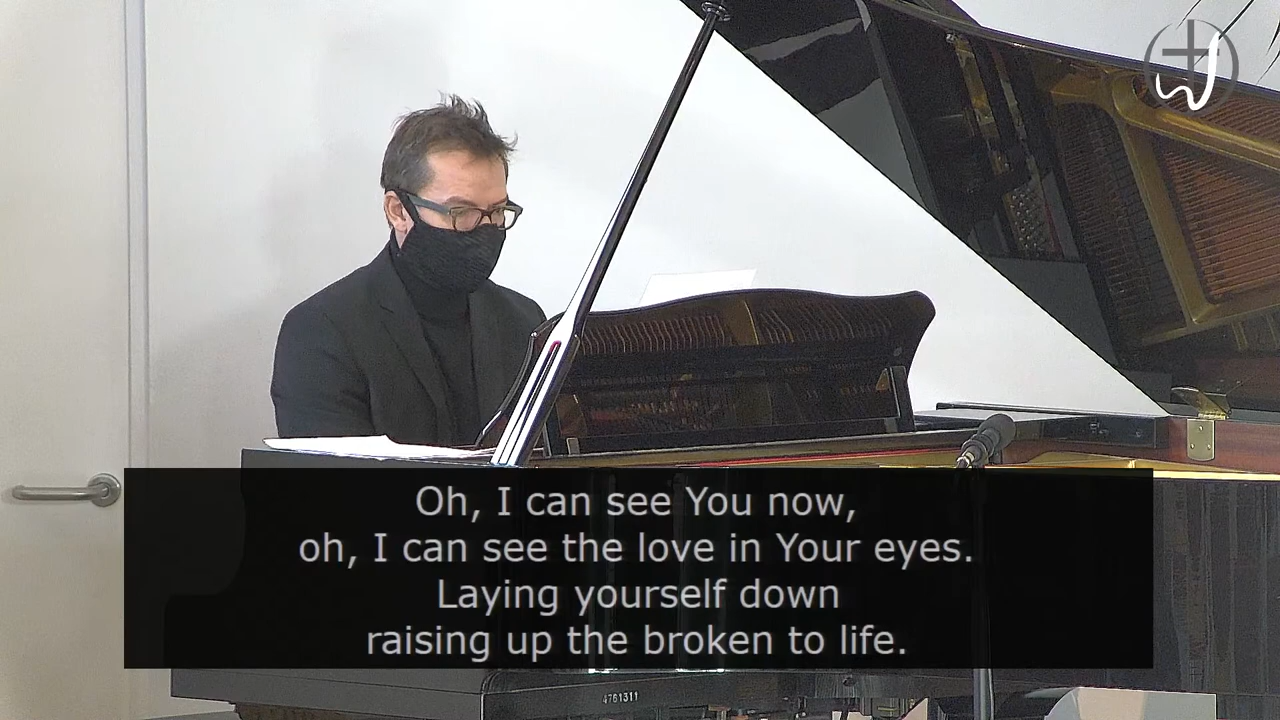 Oh, I can see You now,
oh, I can see the love in Your eyes.
Laying yourself down
raising up the broken to life.
4761311